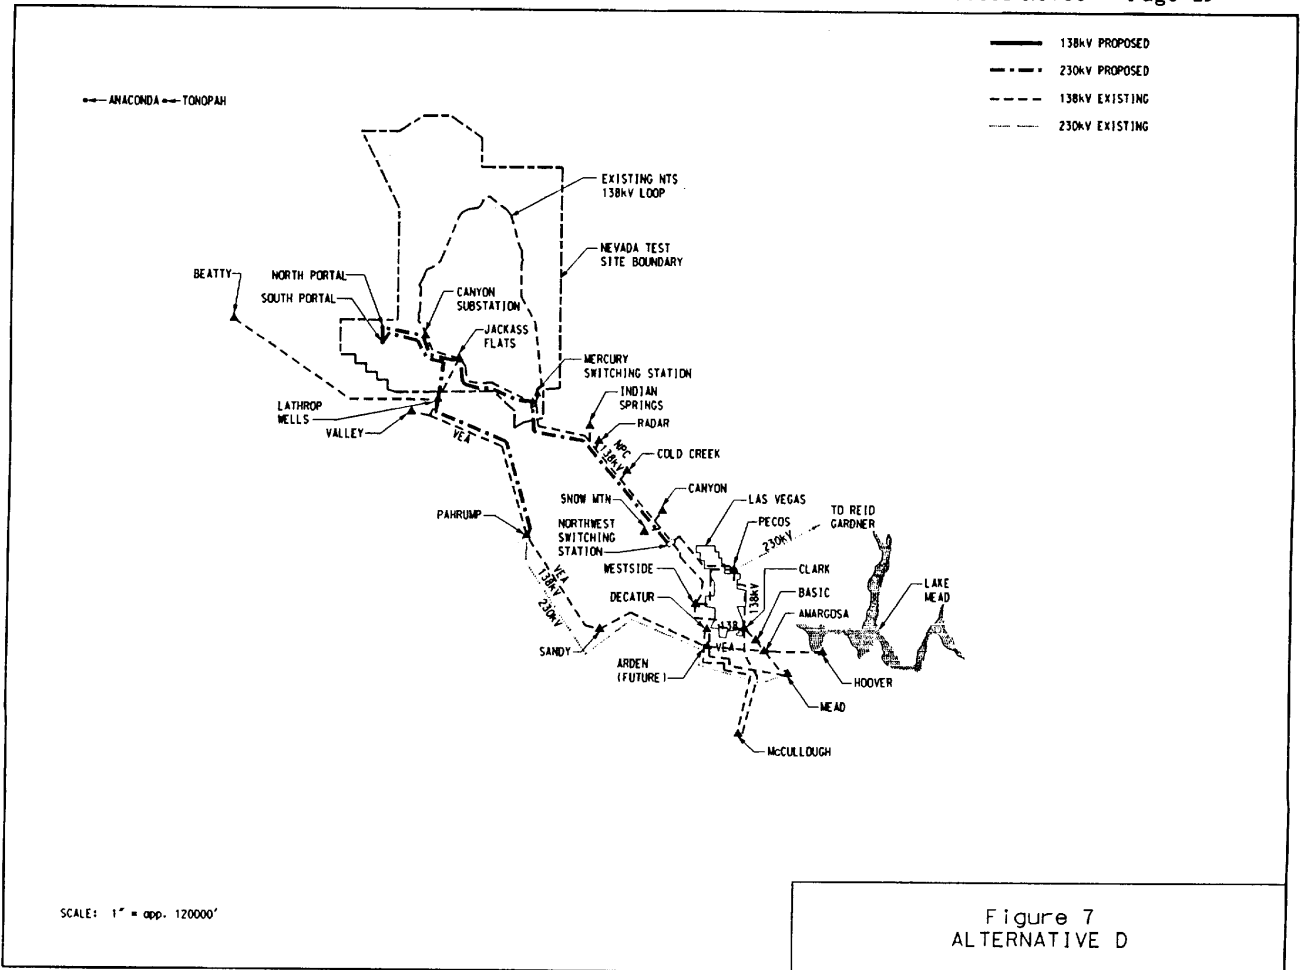 Page
138kV PROPOSED
230kV PROPOSED
138kV EXISTING
230kV EXISTING
ANACONDA
TONOPAH
EXISTING NTS
138kV LOOP
NEVADA TEST
SITE BOUNDARY
BEATTY
NORTH PORTAL
SOUTH PORTAL
CANYON
SUBSTATION
JACKASS
FLATS
MERCURY
SWITCHING STATION
INDIAN
SPRINGS
LATHROP
WELLS
VALLEY
VEA
RADAR
NPC
138kV
COLD CREEK
CANYON
SNOW MTN
LAS VEGAS
PAHRUMP
NORTHWEST
SWITCHING
STATION
PECOS
TO REID
GARDNER
230kV
WESTSIDE
CLARK
VEA
138kV
230kV
DECATUR
138kV
BASIC
AMARGOSA
LAKE
MEAD
138
SANDY
VEA
ARDEN
(FUTURE)
HOOVER
MEAD
McCULLOUGH
SCALE: 1" = app. 120000'
Figure 7
ALTERNATIVE D